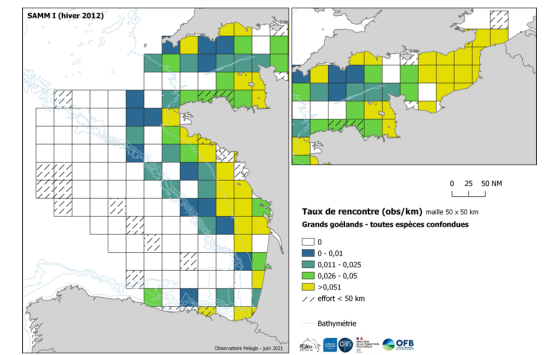 SAMM I (hiver 2012)
Observatoire Pelagis - juin 2021
0 25 50 NM
Taux de rencontre (obs/km) maille 50 x 50 km
Grands goélands - toutes espèces confondues
0
0 - 0,01
0,011 - 0,025
0,026 - 0,05
>0,051
effort < 50 km
Bathymétrie
OFB